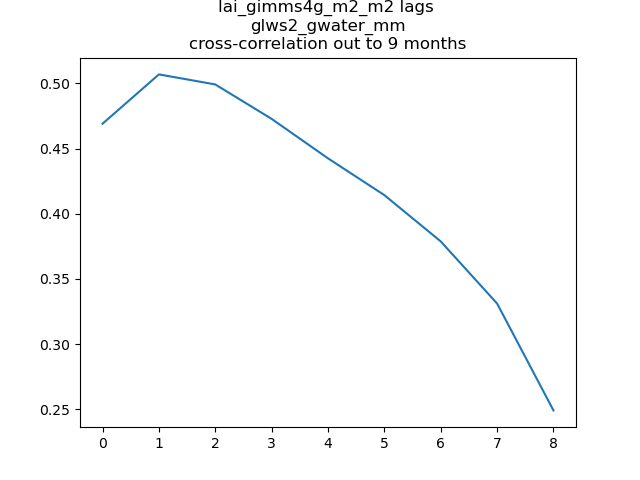 lai_gimms4g_m2_m2 lags
glws2_gwater_mm
cross-correlation out to 9 months
0.50
0.45
0.40
0.35
0.30
0.25
0 1 2 3 4 5 6 7 8